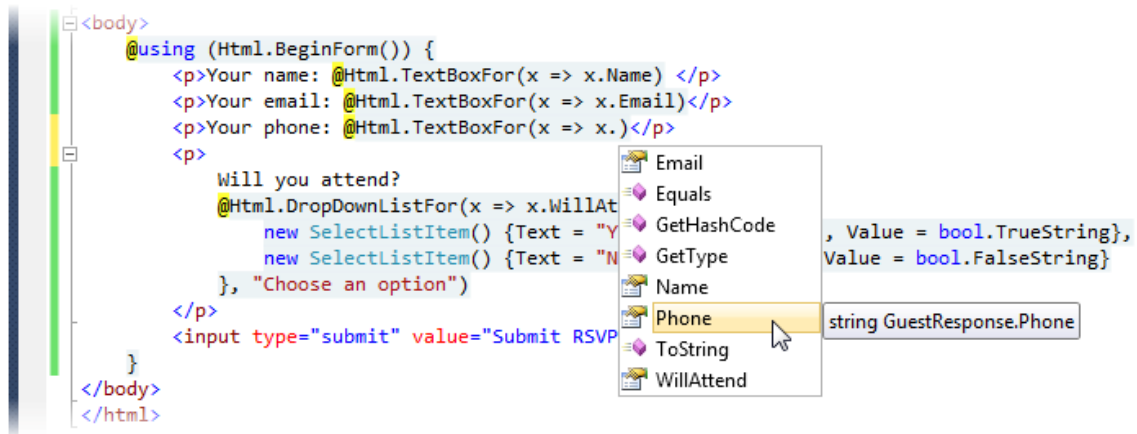 <body>
@using (Html.BeginForm()) {
<p>Your name: @Html.TextBoxFor(x => x.Name) </p>
<p>Your email: @Html.TextBoxFor(x => x.Email)</p>
<p>Your phone: @Html.TextBoxFor(x => x.)</p>
<p>
Will you attend?
@Html.DropDownListFor(x => x.WillAt
new SelectListItem() {Text = "Y , Value = bool.TrueString},
new SelectListItem() {Text = "N Value = bool.FalseString}
}, "Choose an option")
</p>
<input type="submit" value="Submit RSVP
}
</body>
</html>
Email
Equals
GetHashCode
GetType
Name
Phone
string GuestResponse.Phone
ToString
WillAttend